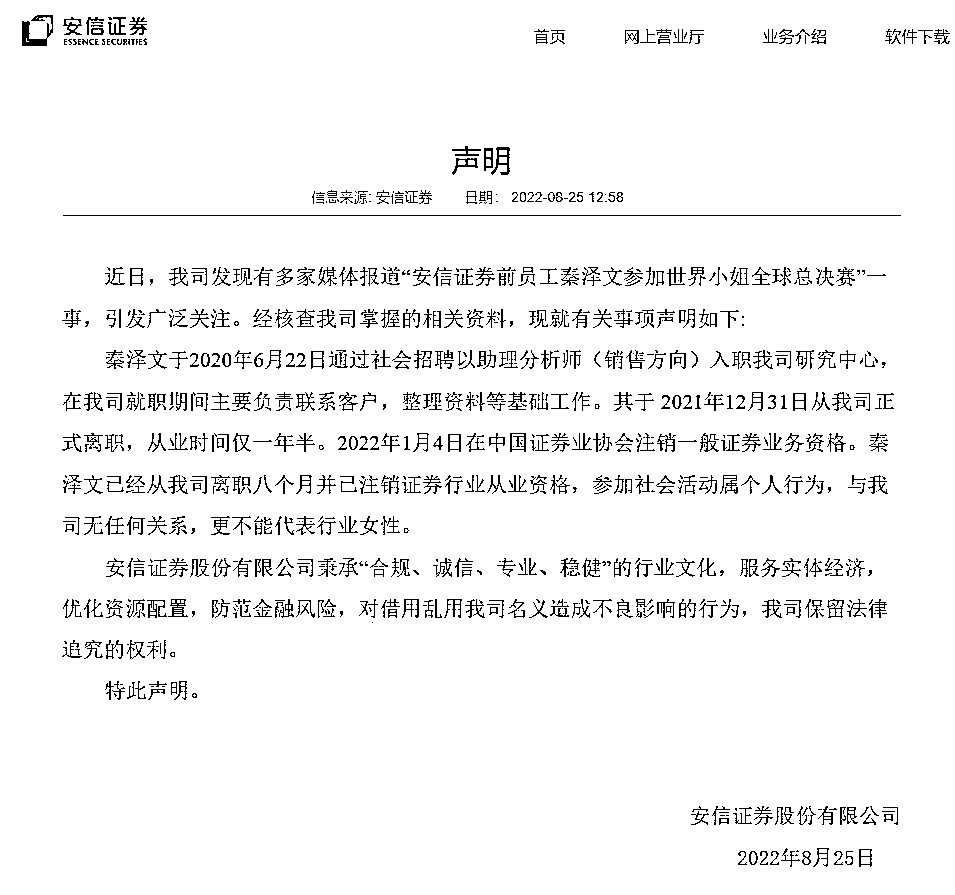 安信证券
ESSENCE SECURITIES
首页 网上营业厅 业务介绍 软件下载
声明
信息来源: 安信证券 日期: 2022-08-25 12:58
近日，我司发现有多家媒体报道“安信证券前员工秦泽文参加世界小姐全球总决赛”一
事，引发广泛关注。经核查我司掌握的相关资料，现就有关事项声明如下:
秦泽文于2020年6月22日通过社会招聘以助理分析师（销售方向）入职我司研究中心，
在我司就职期间主要负责联系客户，整理资料等基础工作。其于 2021年12月31日从我司正
式离职，从业时间仅一年半。2022年1月4日在中国证券业协会注销一般证券业务资格。秦
泽文已经从我司离职八个月并已注销证券行业从业资格，参加社会活动属个人行为，与我
司无任何关系，更不能代表行业女性。
安信证券股份有限公司秉承“合规、诚信、专业、稳健”的行业文化，服务实体经济，
优化资源配置，防范金融风险，对借用乱用我司名义造成不良影响的行为，我司保留法律
追究的权利。
特此声明。
安信证券股份有限公司
2022年8月25日